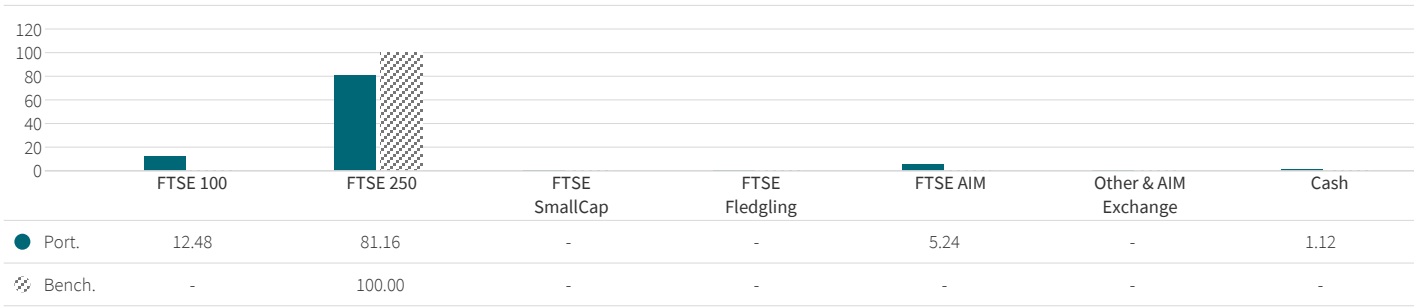 120
100
80
60
40
20
0
FTSE 100 FTSE 250 FTSE FTSE FTSE AIM Other & AIM Cash
SmallCap Fledgling Exchange
Port. 12.48 81.16 - - 5.24 - 1.12
Bench. - 100.00 - - - - -